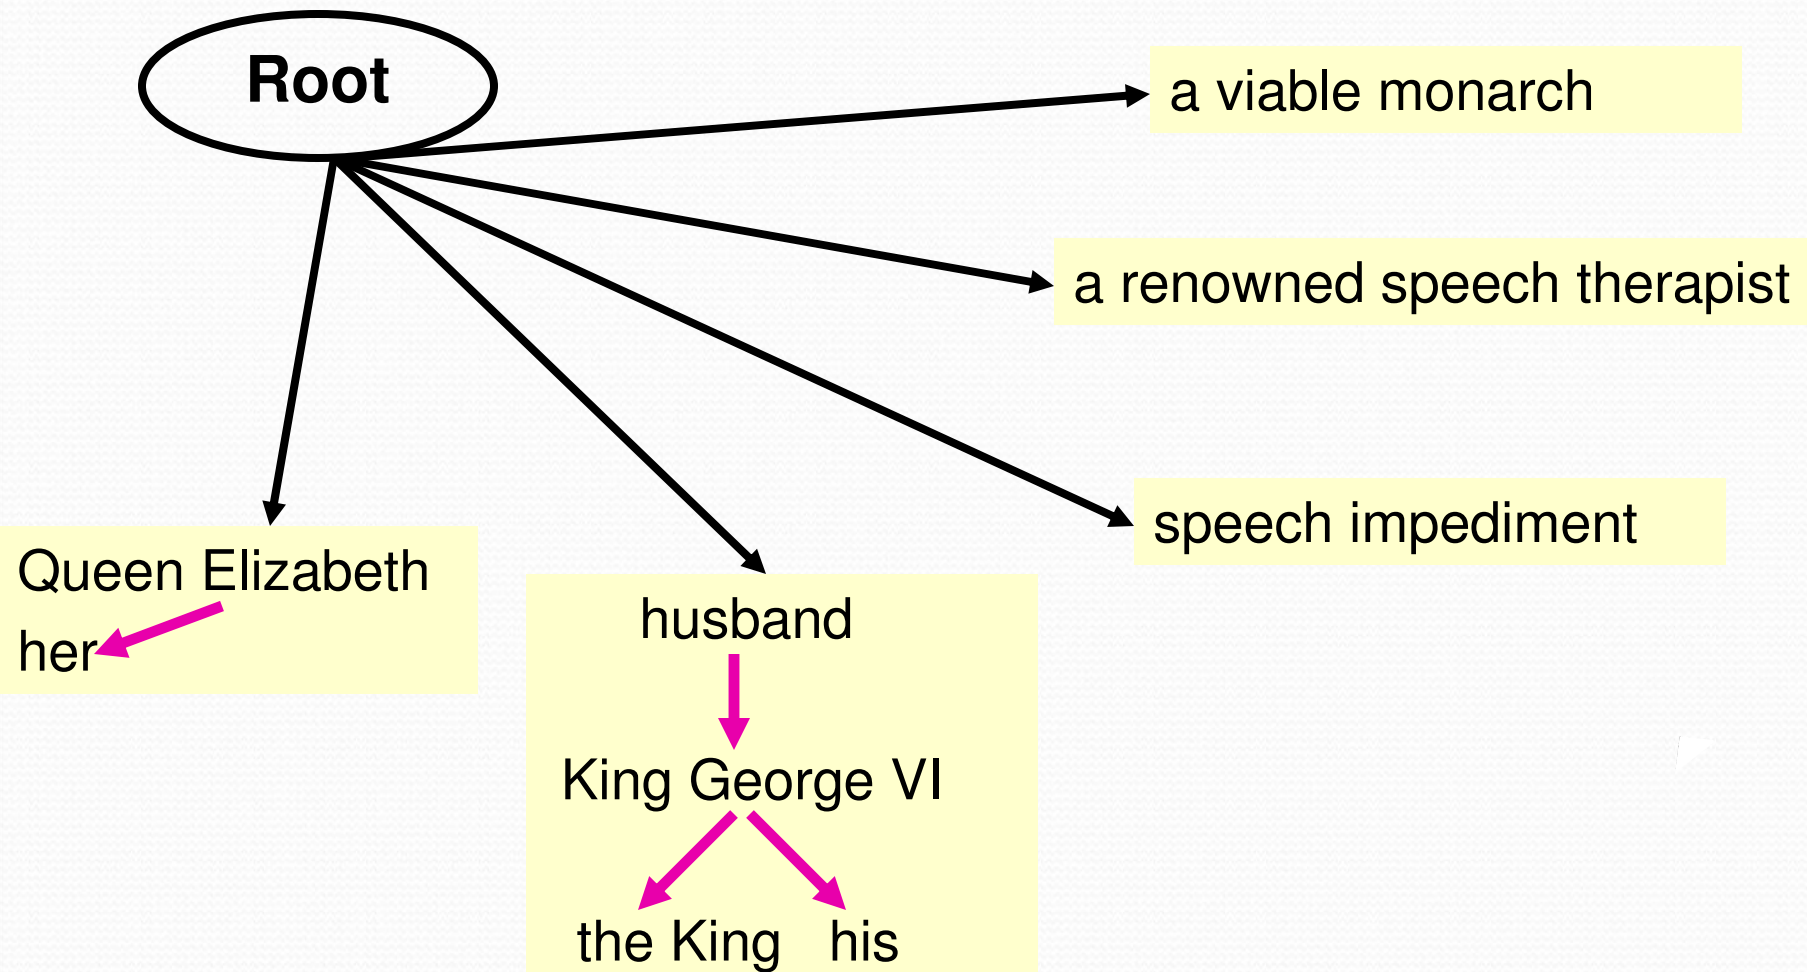 Root
a viable monarch
a renowned speech therapist
speech impediment
Queen Elizabeth
her
husband
King George VI
the King his